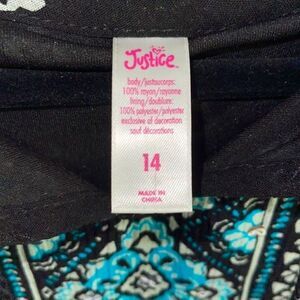 Justice
body/justaucorps:
100% rayon/rayonne
lining/doublure:
100% polyester/polyester
exclusive of decoration
sauf décorations
14
MADE IN
CHINA